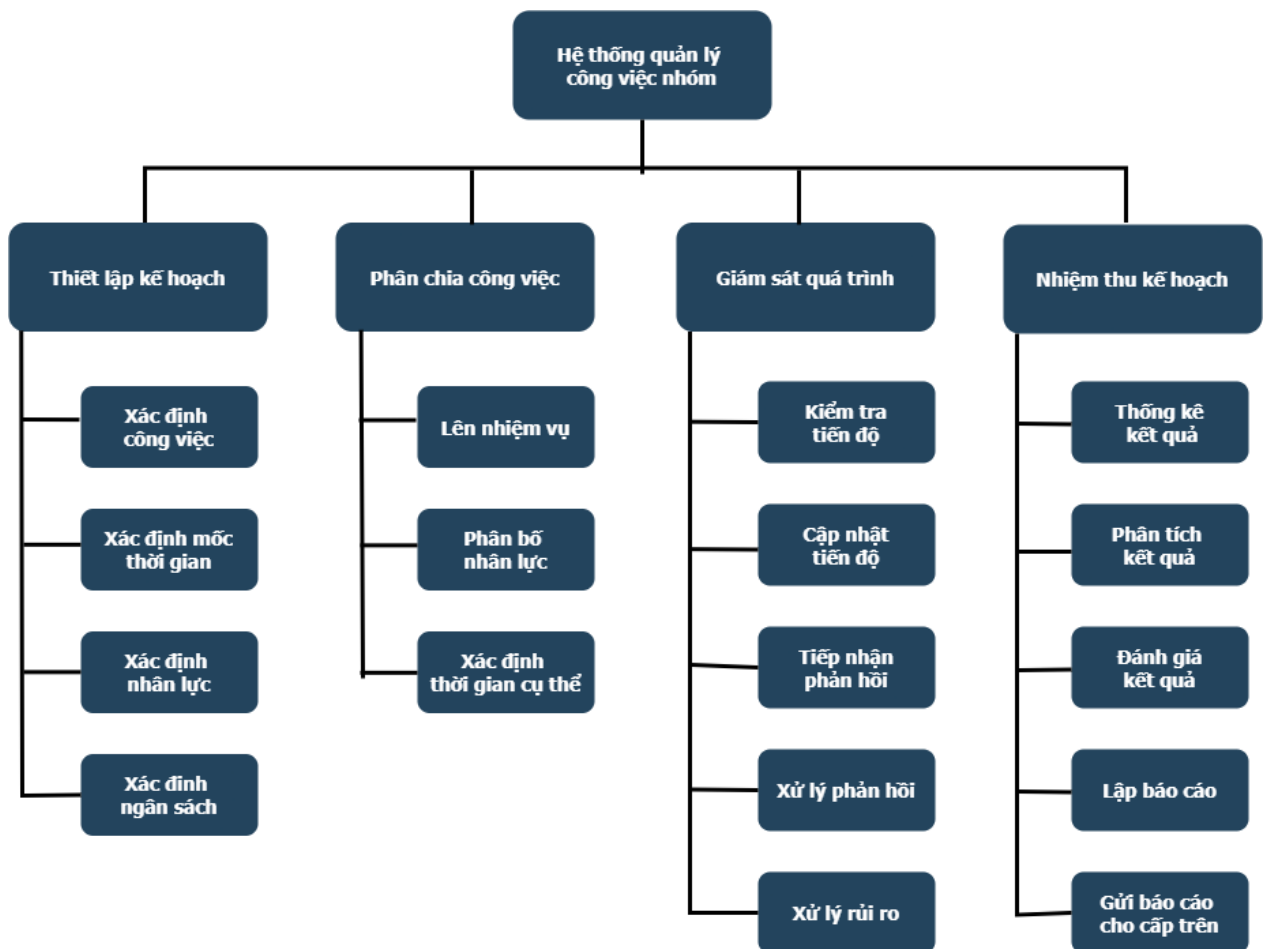 Hệ thống quản lý
công việc nhóm
Thiết lập kế hoạch
Phân chia công việc
Giám sát quá trình
Nhiệm thu kế hoạch
Xác định
công việc
Xác định mốc
thời gian
Xác định
nhân lực
Xác đinh
ngân sách
Lên nhiệm vụ
Phân bố
nhân lực
Xác định
thời gian cụ thể
Kiểm tra
tiến độ
Cập nhật
tiến độ
Tiếp nhận
phản hồi
Xử lý phản hồi
Xử lý rủi ro
Thống kê
kết quả
Phân tích
kết quả
Đánh giá
kết quả
Lập báo cáo
Gửi báo cáo
cho cấp trên